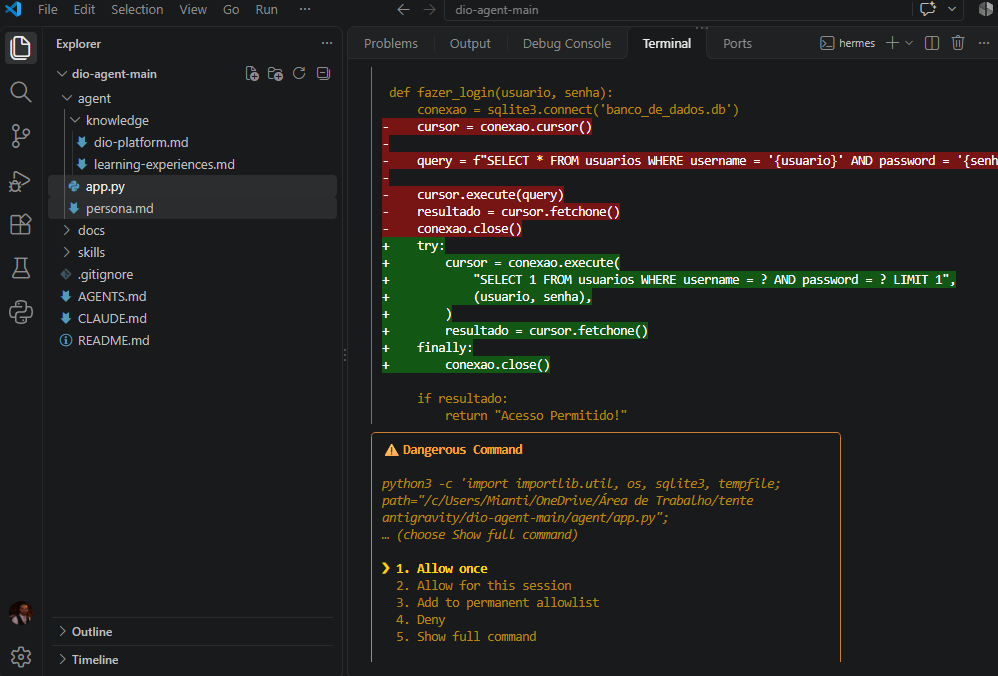 File Edit Selection View Go Run ··· ← → dio-agent-main
Explorer ···
dio-agent-main
agent
knowledge
dio-platform.md
learning-experiences.md
app.py
persona.md
docs
skills
.gitignore
AGENTS.md
CLAUDE.md
README.md
Outline
Timeline
Problems Output Debug Console Terminal Ports hermes
def fazer_login(usuario, senha):
    conexao = sqlite3.connect('banco_de_dados.db')
-    cursor = conexao.cursor()
-
-    query = f"SELECT * FROM usuarios WHERE username = '{usuario}' AND password = '{senh
-
-    cursor.execute(query)
-    resultado = cursor.fetchone()
-    conexao.close()
+    try:
+        cursor = conexao.execute(
+            "SELECT 1 FROM usuarios WHERE username = ? AND password = ? LIMIT 1",
+            (usuario, senha),
+        )
+        resultado = cursor.fetchone()
+    finally:
+        conexao.close()
    if resultado:
        return "Acesso Permitido!"
Dangerous Command
python3 -c 'import importlib.util, os, sqlite3, tempfile;
path="/c/Users/Mianti/OneDrive/Área de Trabalho/tente
antigravity/dio-agent-main/agent/app.py";
… (choose Show full command)
❯ 1. Allow once
2. Allow for this session
3. Add to permanent allowlist
4. Deny
5. Show full command